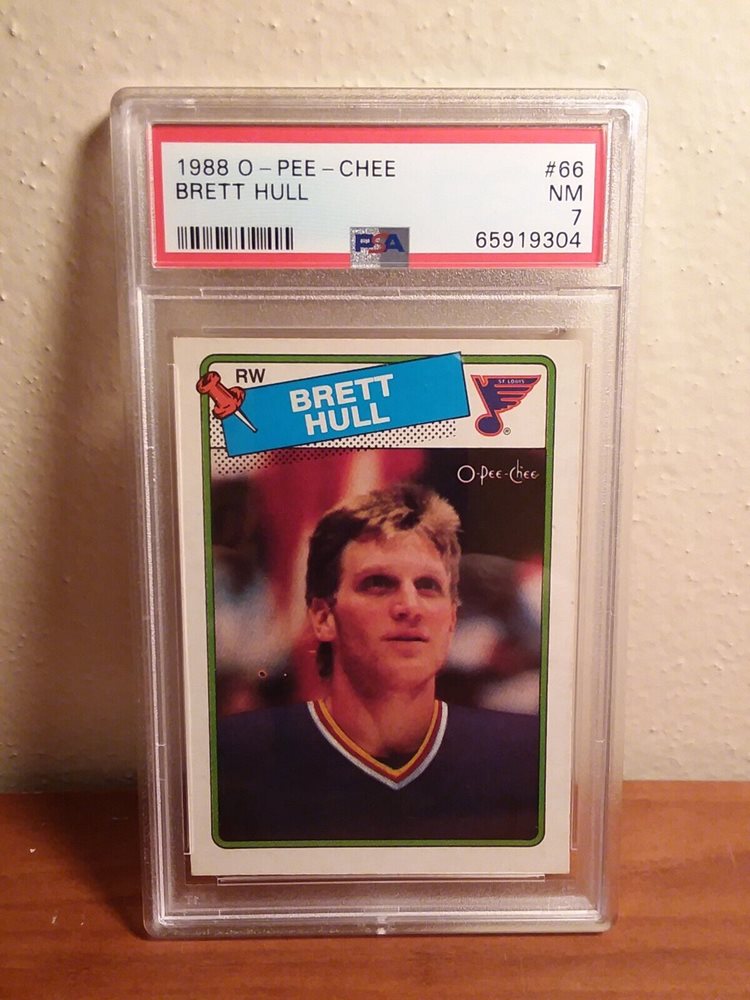 1988 O-PEE-CHEE #66
BRETT HULL NM
7
PSA 65919304
RW
BRETT
HULL
ST LOUIS
®
O-Pee-Chee